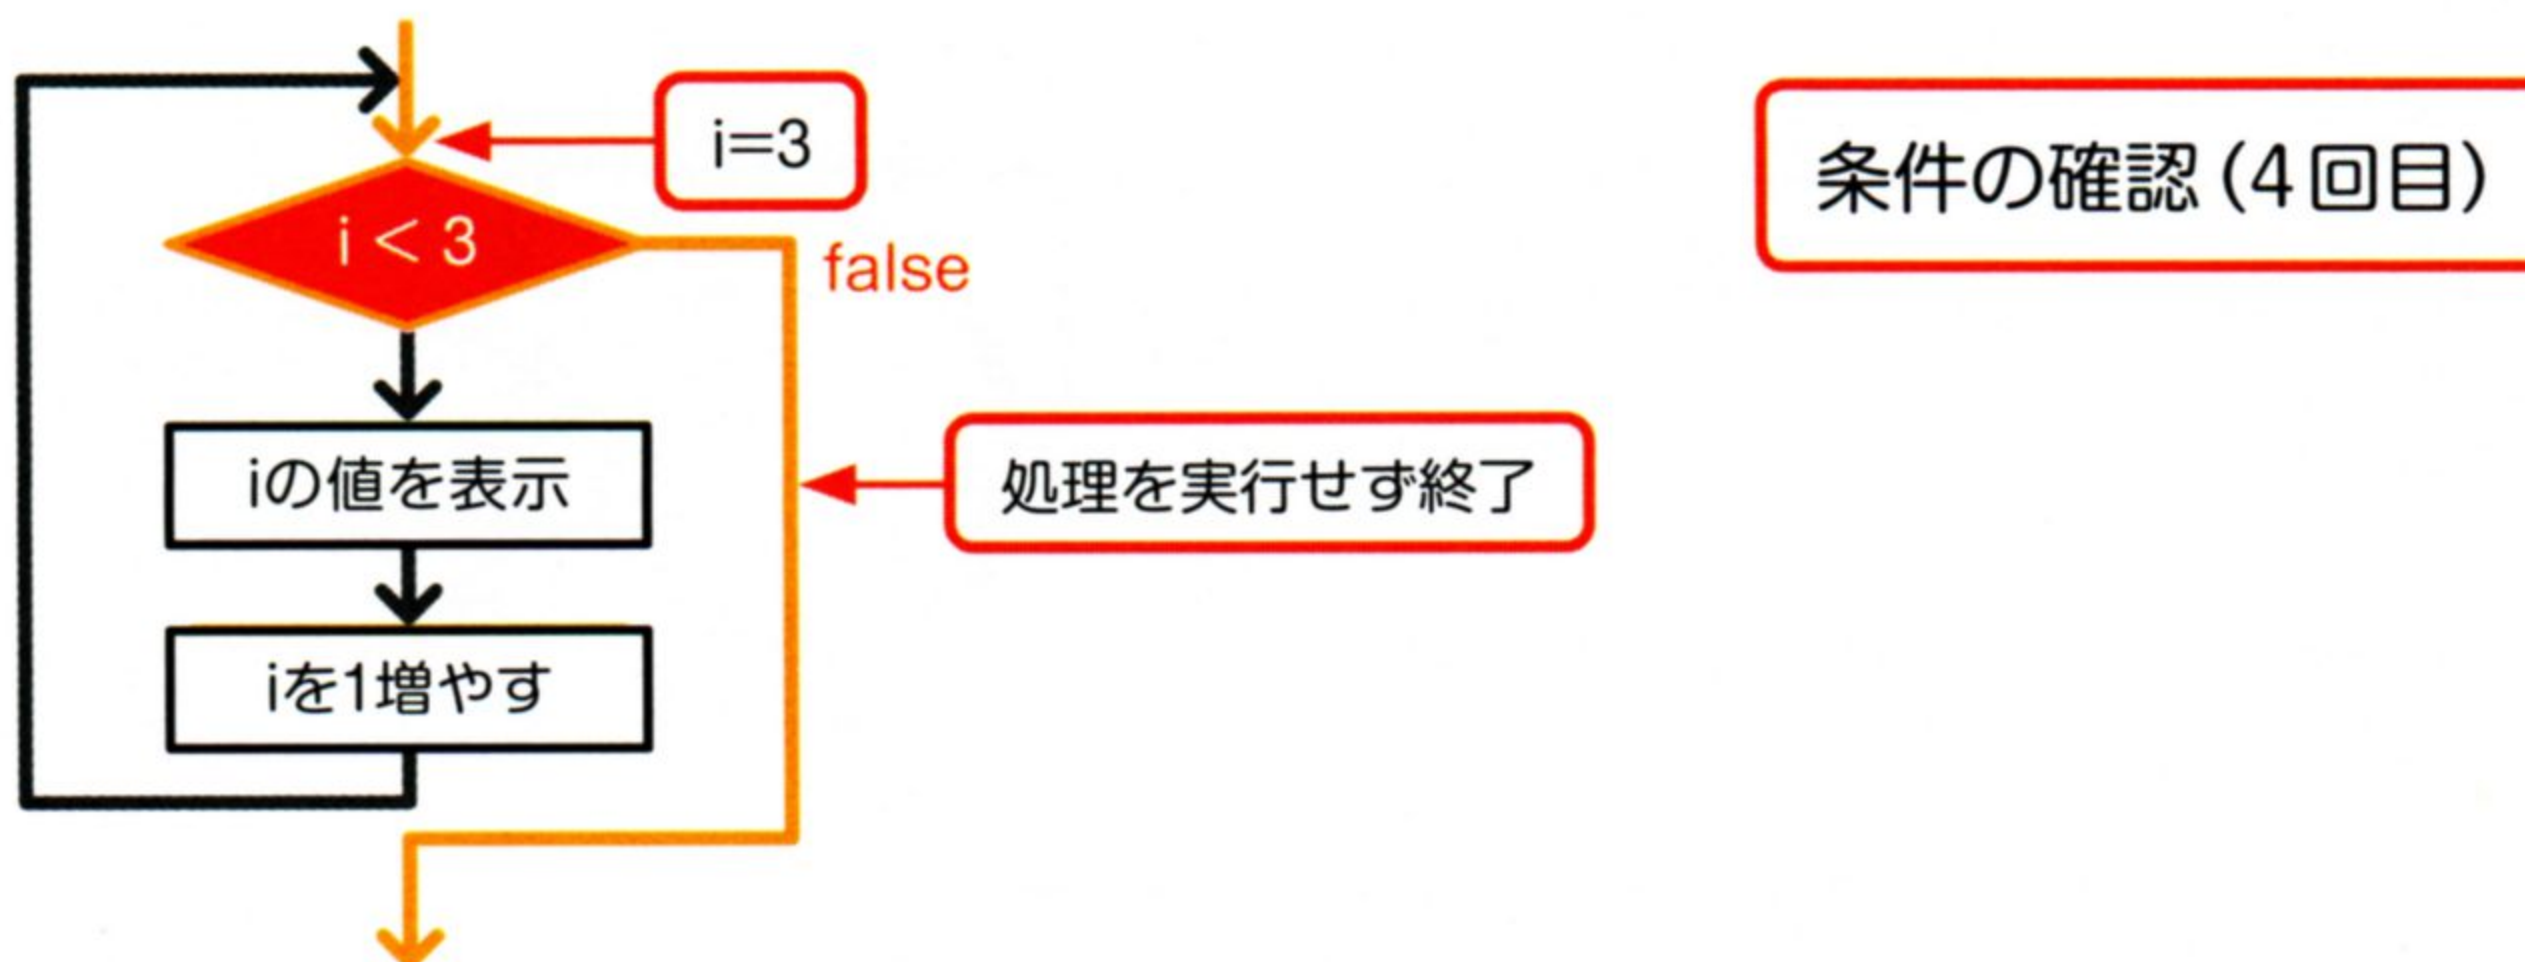 i=3
条件の確認(4回目)
i < 3
false
iの値を表示
処理を実行せず終了
iを1増やす